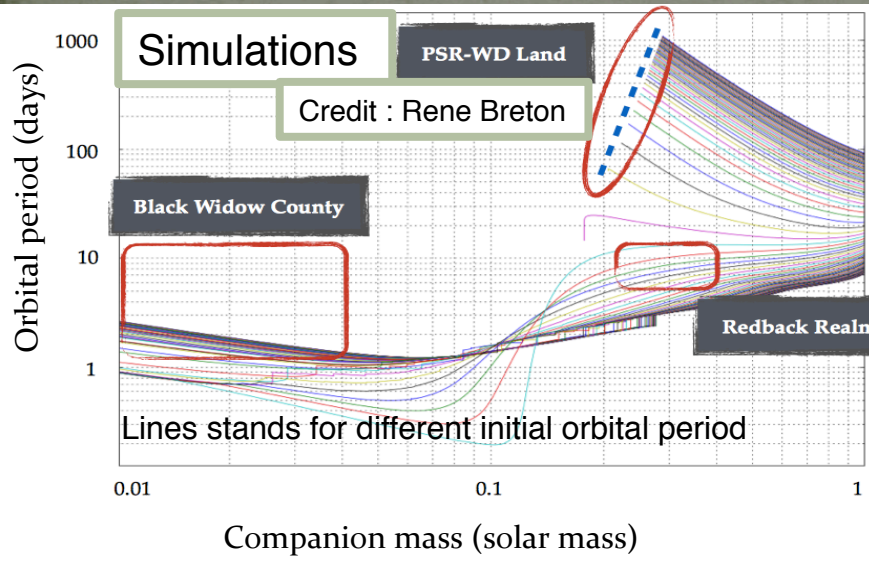 Simulations
PSR-WD Land
Credit : Rene Breton
Black Widow County
Redback Realm
Lines stands for different initial orbital period
Orbital period (days)
1000
100
10
1
0.01
0.1
1
Companion mass (solar mass)